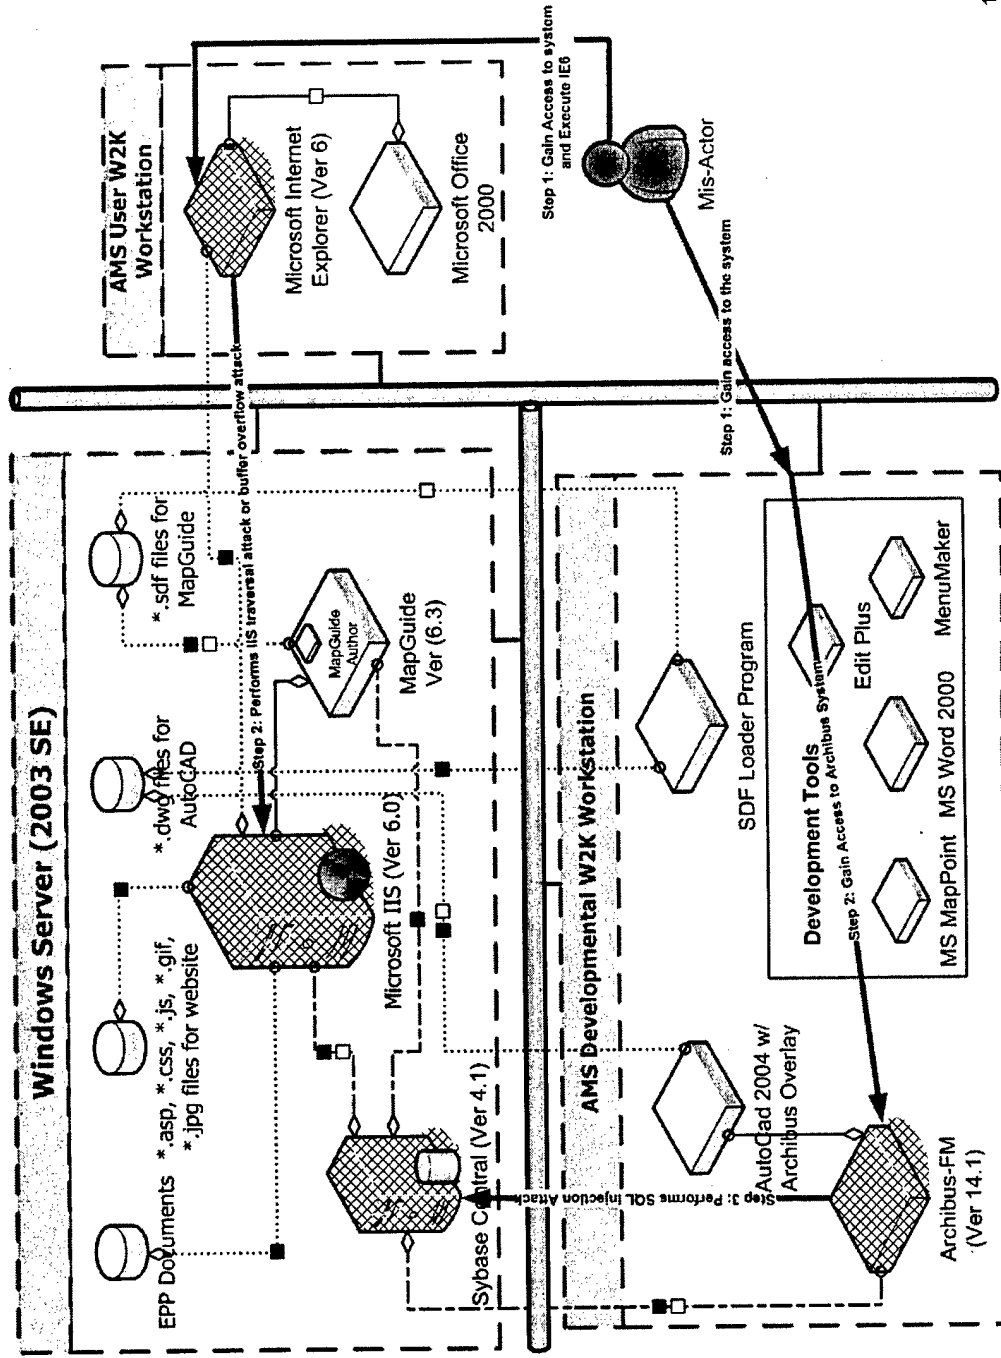 Windows Server (2003 SE)
EPP Documents
*.asp, *.css, *.js, *.gif,
*.jpg files for website
*.dwg files for
AutoCAD
*.sdf files for
MapGuide
Microsoft IIS (Ver 6.0)
MapGuide
Author
MapGuide
Ver (6.3)
Sybase Central (Ver 4.1)
AMS User W2K
Workstation
Microsoft Internet
Explorer (Ver 6)
Microsoft Office
2000
Step 2: Performs IIS traversal attack or buffer overflow attack
Step 1: Gain Access to system
and Execute IE6
Mis-Actor
Step 1: Gain access to the system
AMS Developmental W2K Workstation
AutoCad 2004 w/
Archibus Overlay
SDF Loader Program
Development Tools
Step 2: Gain Access to Archibus System
Edit Plus
MS MapPoint
MS Word 2000
MenuMaker
Step 3: Performs SQL Injection Attack
Archibus-FM
(Ver 14.1)